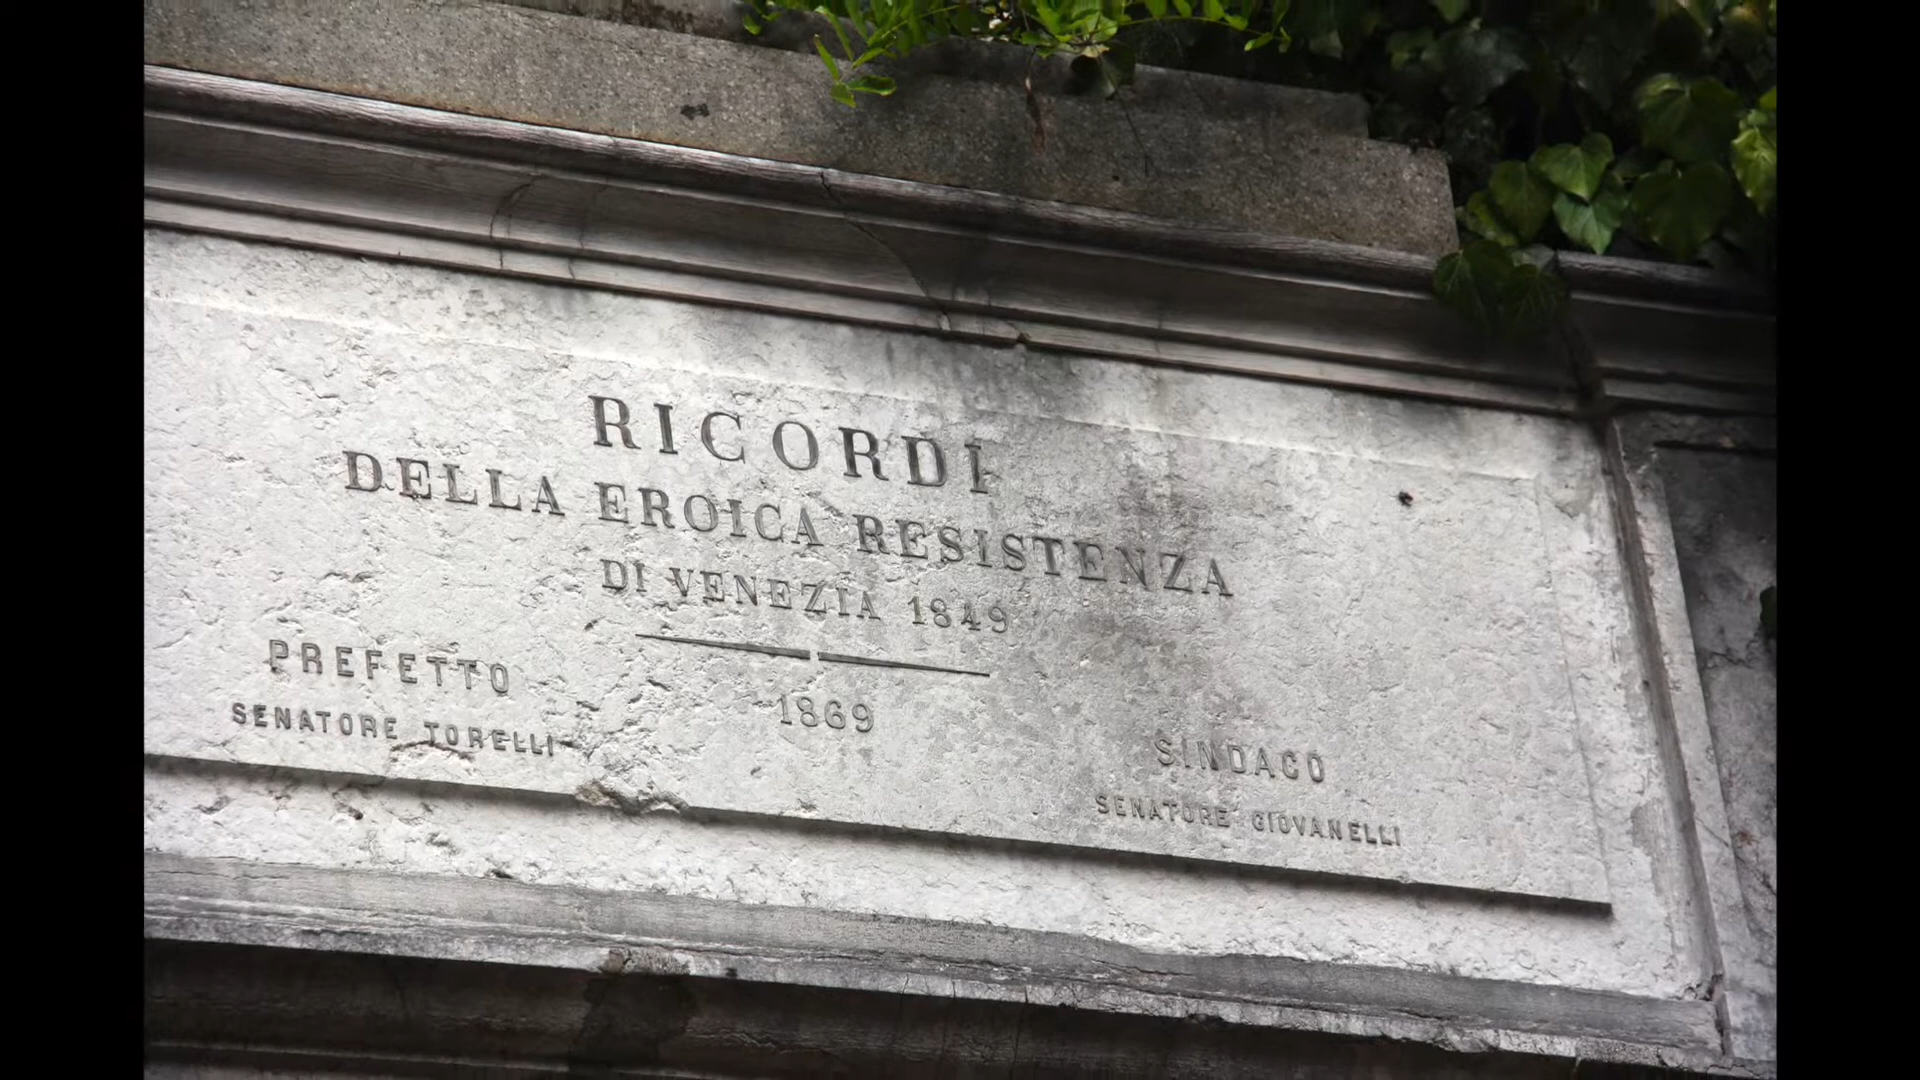 RICORDI
DELLA EROICA RESISTENZA
DI VENEZIA 1849
1869
PREFETTO
SENATORE TORELLI
SINDACO
SENATORE GIOVANELLI